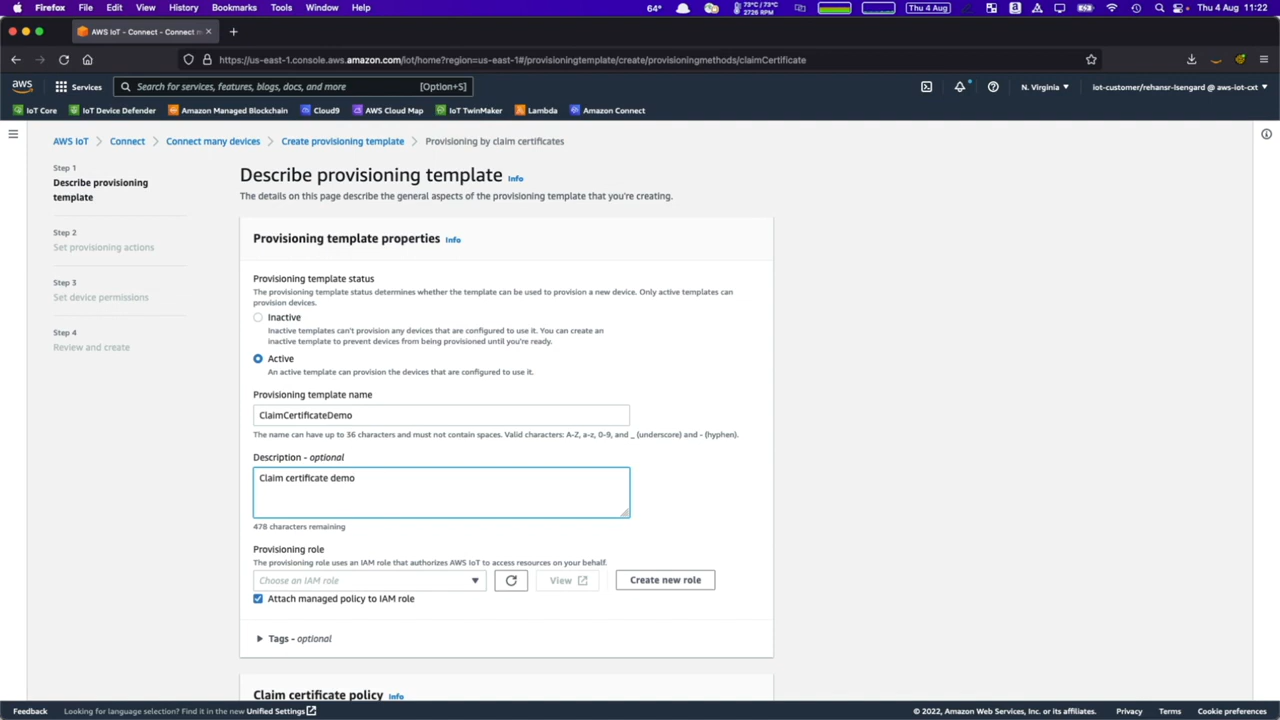 Firefox File Edit View History Bookmarks Tools Window Help
64° 73°C / 73°C 2726 RPM Thu 4 Aug Thu 4 Aug 11:22
AWS IoT - Connect - Connect
https://us-east-1.console.aws.amazon.com/iot/home?region=us-east-1#/provisioningtemplate/create/provisioningmethods/claimCertificate
aws Services Search for services, features, blogs, docs, and more [Option+S] N. Virginia iot-customer/rehansr-Isengard @ aws-iot-cxt
IoT Core IoT Device Defender Amazon Managed Blockchain Cloud9 AWS Cloud Map IoT TwinMaker Lambda Amazon Connect
AWS IoT > Connect > Connect many devices > Create provisioning template > Provisioning by claim certificates
Step 1
Describe provisioning
template
Step 2
Set provisioning actions
Step 3
Set device permissions
Step 4
Review and create
Describe provisioning template Info
The details on this page describe the general aspects of the provisioning template that you're creating.
Provisioning template properties Info
Provisioning template status
The provisioning template status determines whether the template can be used to provision a new device. Only active templates can
provision devices.
Inactive
Inactive templates can't provision any devices that are configured to use it. You can create an
inactive template to prevent devices from being provisioned until you're ready.
Active
An active template can provision the devices that are configured to use it.
Provisioning template name
ClaimCertificateDemo
The name can have up to 36 characters and must not contain spaces. Valid characters: A-Z, a-z, 0-9, and _ (underscore) and - (hyphen).
Description - optional
Claim certificate demo
478 characters remaining
Provisioning role
The provisioning role uses an IAM role that authorizes AWS IoT to access resources on your behalf.
Choose an IAM role View Create new role
Attach managed policy to IAM role
Tags - optional
Claim certificate policy Info
Feedback Looking for language selection? Find it in the new Unified Settings © 2022, Amazon Web Services, Inc. or its affiliates. Privacy Terms Cookie preferences